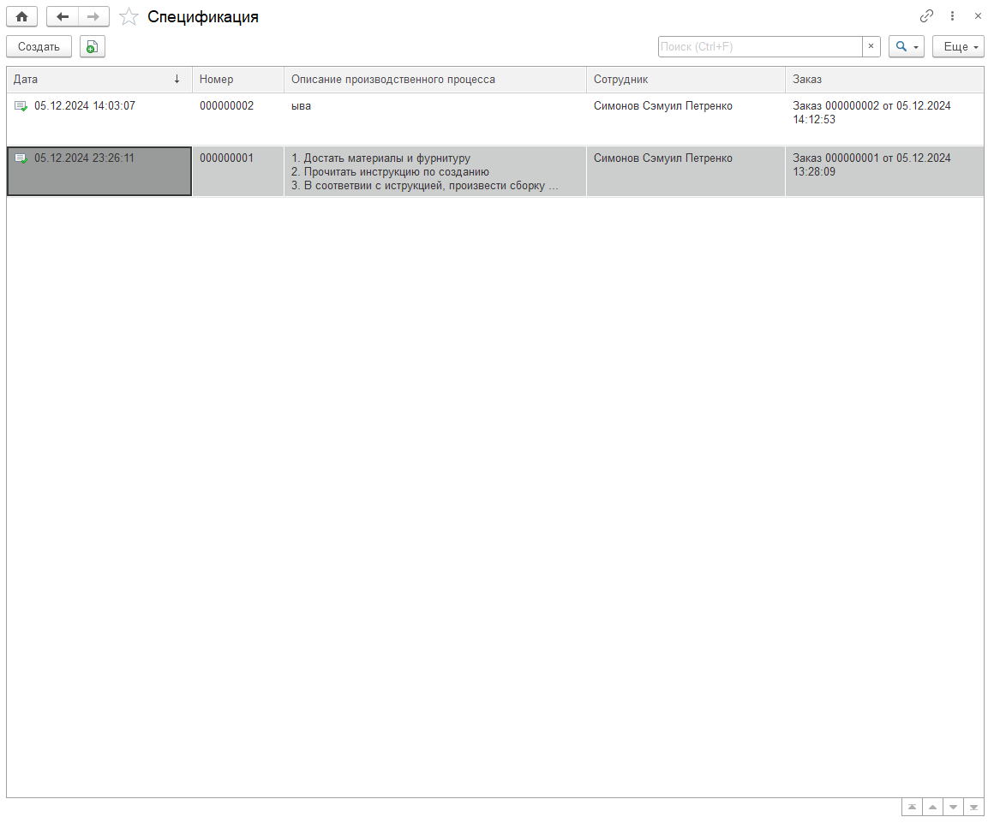 Спецификация
Создать
Поиск (Ctrl+F)
Еще
Дата
Номер
Описание производственного процесса
Сотрудник
Заказ
05.12.2024 14:03:07
000000002
ыва
Симонов Сэмуил Петренко
Заказ 000000002 от 05.12.2024
14:12:53
05.12.2024 23:26:11
000000001
1. Достать материалы и фурнитуру
2. Прочитать инструкцию по созданию
3. В соответвии с иструкцией, произвести сборку ...
Симонов Сэмуил Петренко
Заказ 000000001 от 05.12.2024
13:28:09